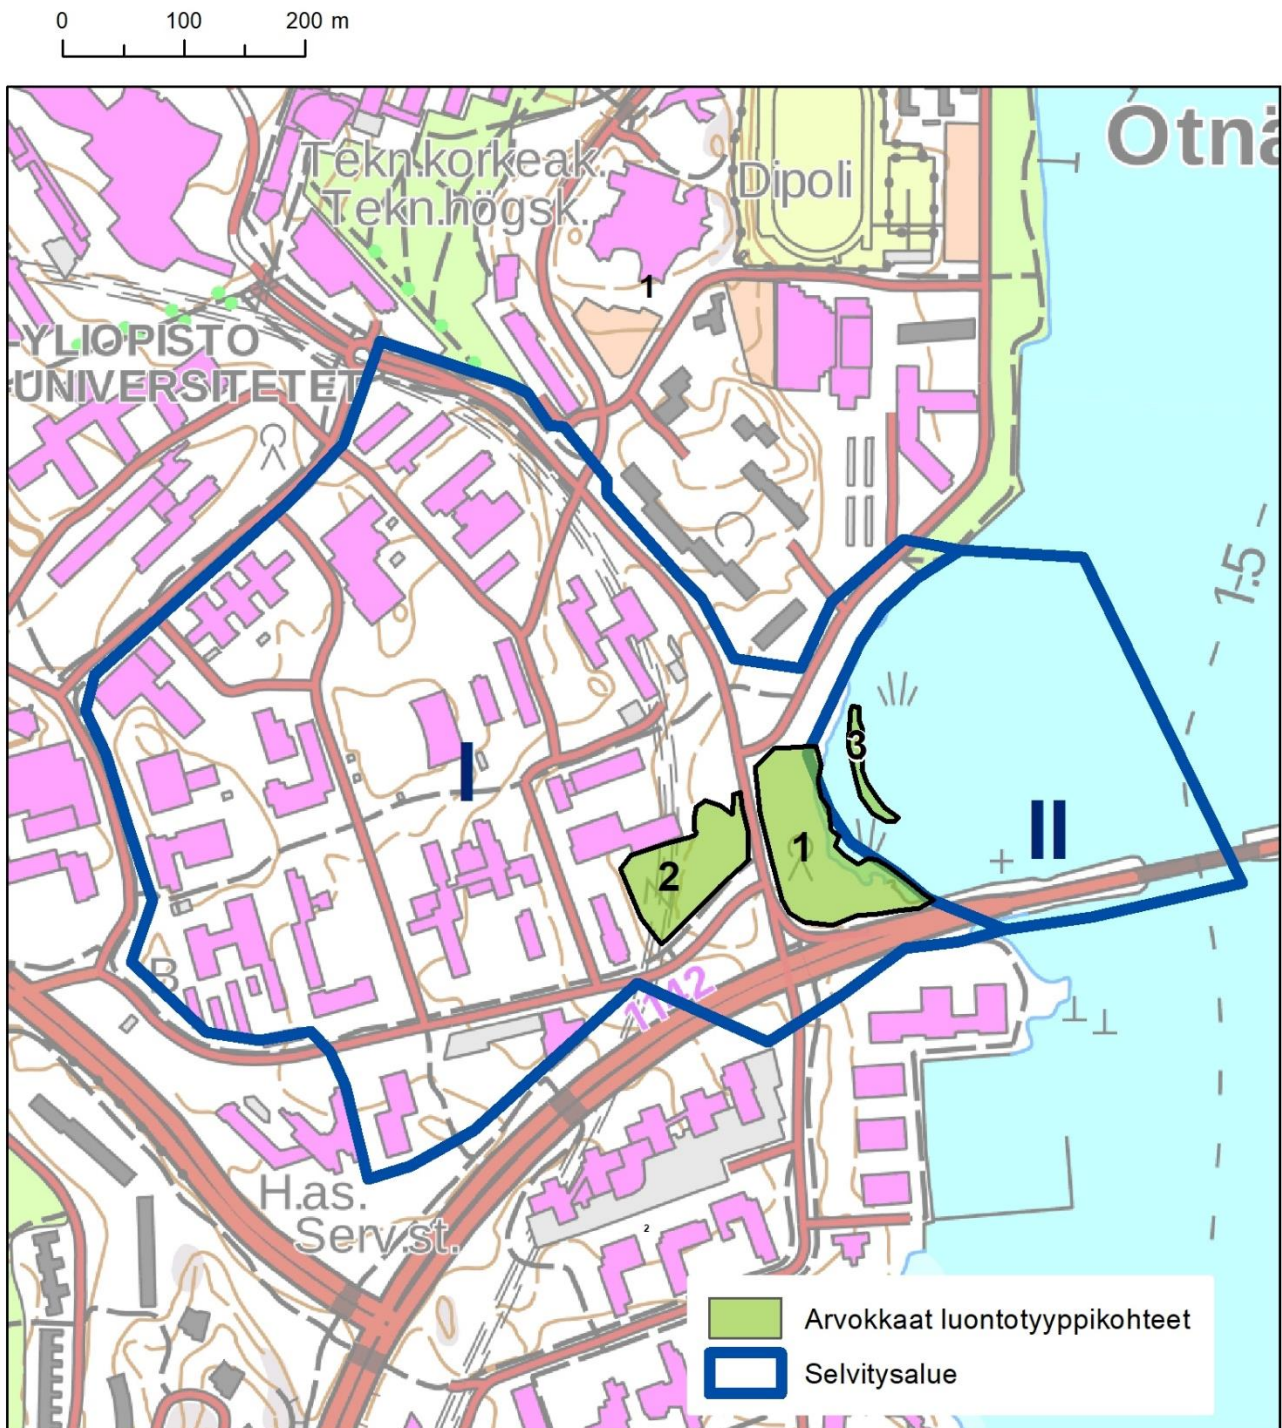 0 100 200 m
Otnä
Tekn.korkeak.
Tekn.högsk.
Dipoli
1
YLIOPISTO
UNIVERSITETET
1.5
I
3
II
1
2
B
1142
H.as.
Serv.st.
2
Arvokkaat luontotyyppikohteet
Selvitysalue